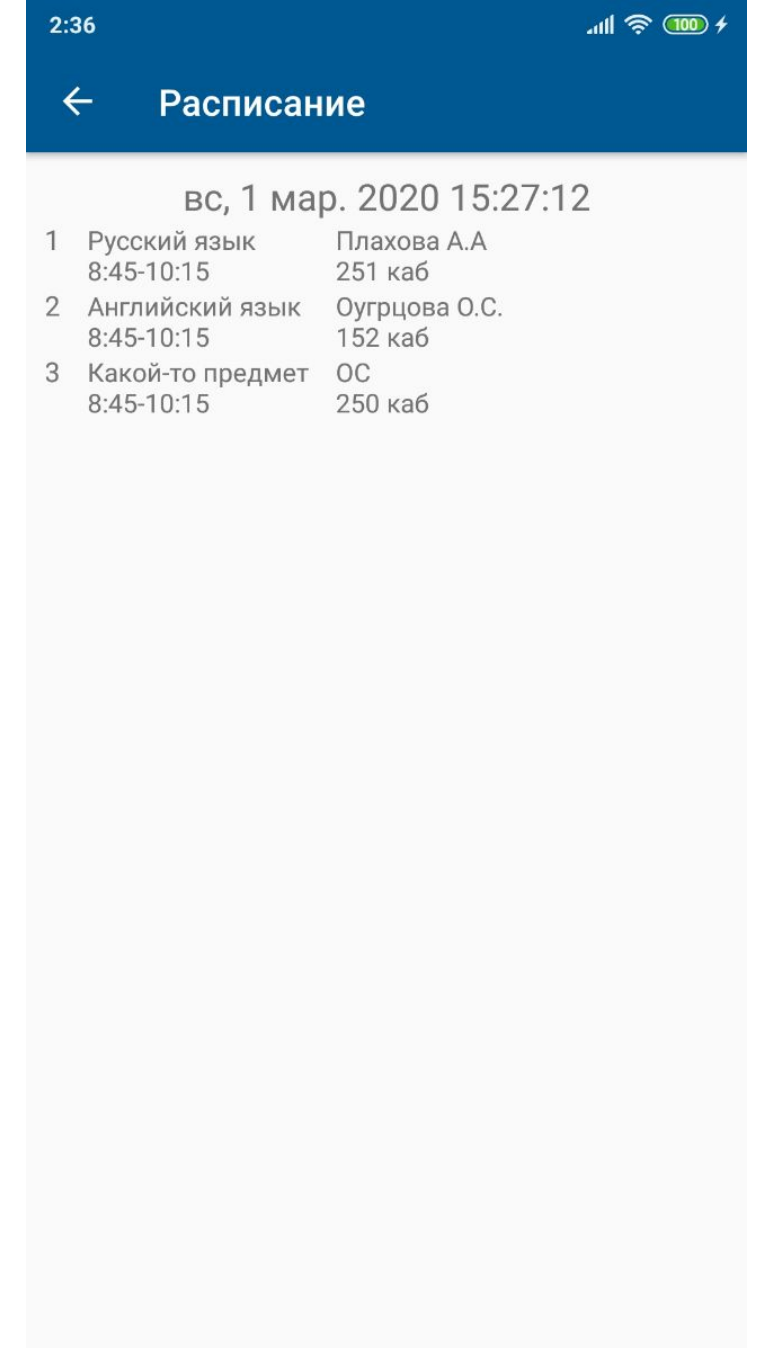 2:36 100
Расписание
вс, 1 мар. 2020 15:27:12
1 Русский язык Плахова А.А
8:45-10:15 251 каб
2 Английский язык Оугрцова О.С.
8:45-10:15 152 каб
3 Какой-то предмет ОС
8:45-10:15 250 каб